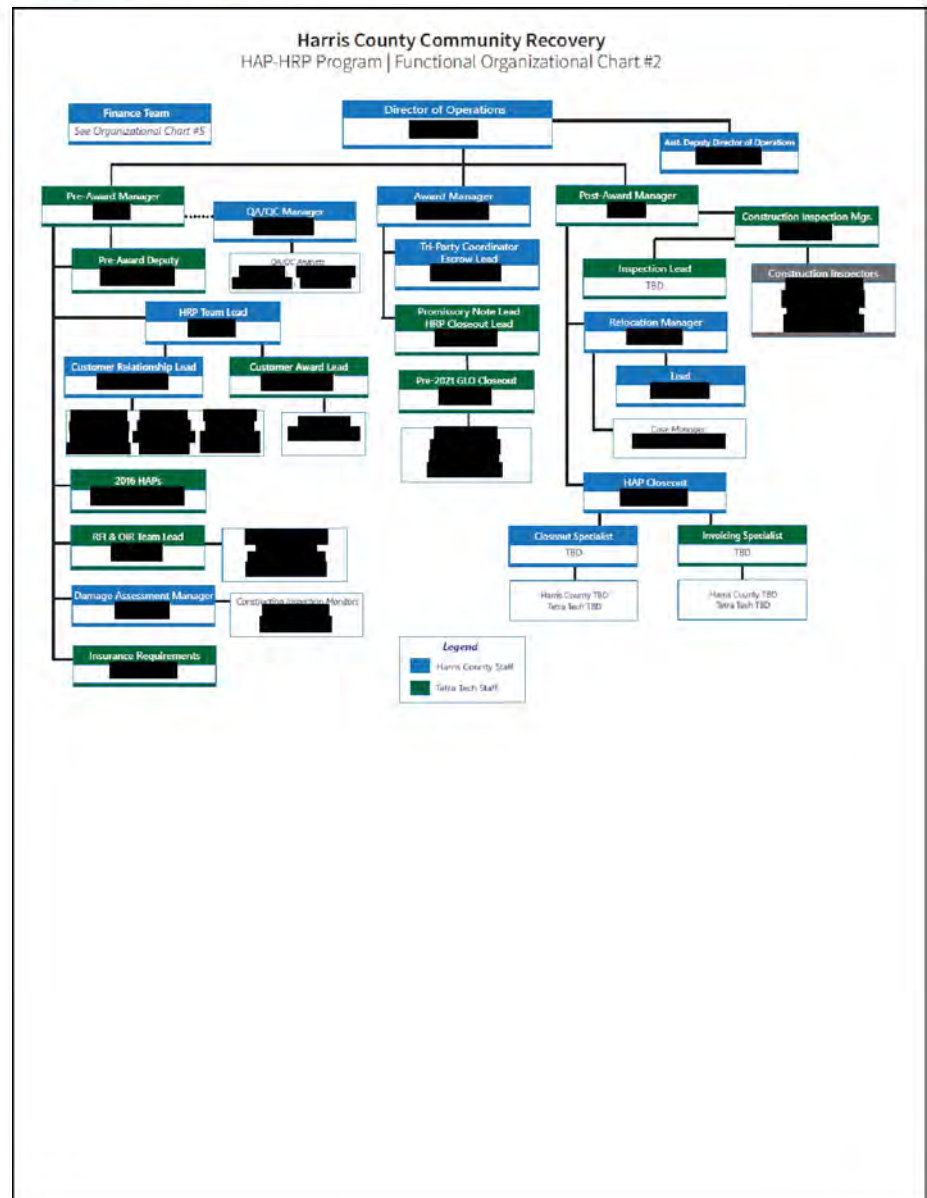 Harris County Community Recovery
HAP-HRP Program | Functional Organizational Chart #2
Finance Team
See Organizational Chart #5
Director of Operations
Asst. Deputy Director of Operations
Pre-Award Manager
QA/QC Manager
QA/QC Analysts
Pre-Award Deputy
HRP Team Lead
Customer Relationship Lead
Customer Award Lead
2016 HAPs
RFI & OIR Team Lead
Damage Assessment Manager
Constructing Inspection Monitors
Insurance Requirements
Award Manager
Tri-Party Coordinator
Escrow Lead
Promissory Note Lead
HRP Closeout Lead
Pre-2021 GLO Closeout
Post-Award Manager
Construction Inspection Mgr.
Inspection Lead
TBD
Construction Inspectors
Relocation Manager
Lead
Case Manager
HAP Closeout
Closeout Specialist
TBD
Harris County TBD
Tetra Tech TBD
Invoicing Specialist
TBD
Harris County TBD
Tetra Tech TBD
Legend
Harris County Staff
Tetra Tech Staff